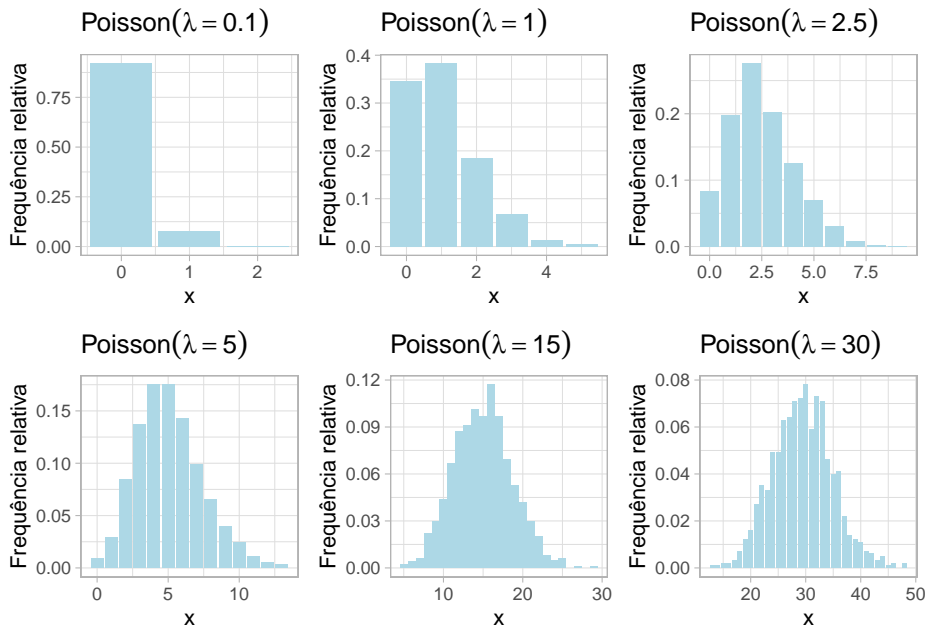 Poisson(λ = 0.1)
Frequência relativa
0.75
0.50
0.25
0.00
0 1 2
x
Poisson(λ = 1)
Frequência relativa
0.4
0.3
0.2
0.1
0.0
0 2 4
x
Poisson(λ = 2.5)
Frequência relativa
0.2
0.1
0.0
0.0 2.5 5.0 7.5
x
Poisson(λ = 5)
Frequência relativa
0.15
0.10
0.05
0.00
0 5 10
x
Poisson(λ = 15)
Frequência relativa
0.12
0.09
0.06
0.03
0.00
10 20 30
x
Poisson(λ = 30)
Frequência relativa
0.08
0.06
0.04
0.02
0.00
20 30 40 50
x